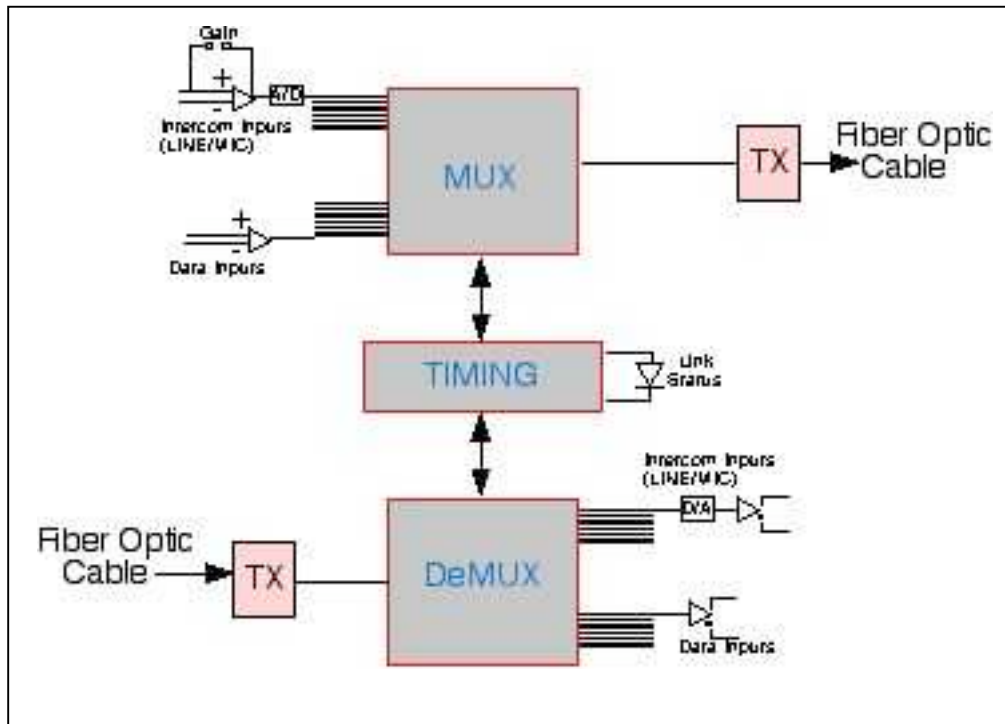 Gain
+
A/D
-
Intercom Inputs
(LINE/MIC)
MUX
TX
Fiber Optic
Cable
+
-
Data Inputs
TIMING
Link
Status
Intercom Inputs
(LINE/MIC)
D/A
Fiber Optic
Cable
TX
DeMUX
Data Inputs